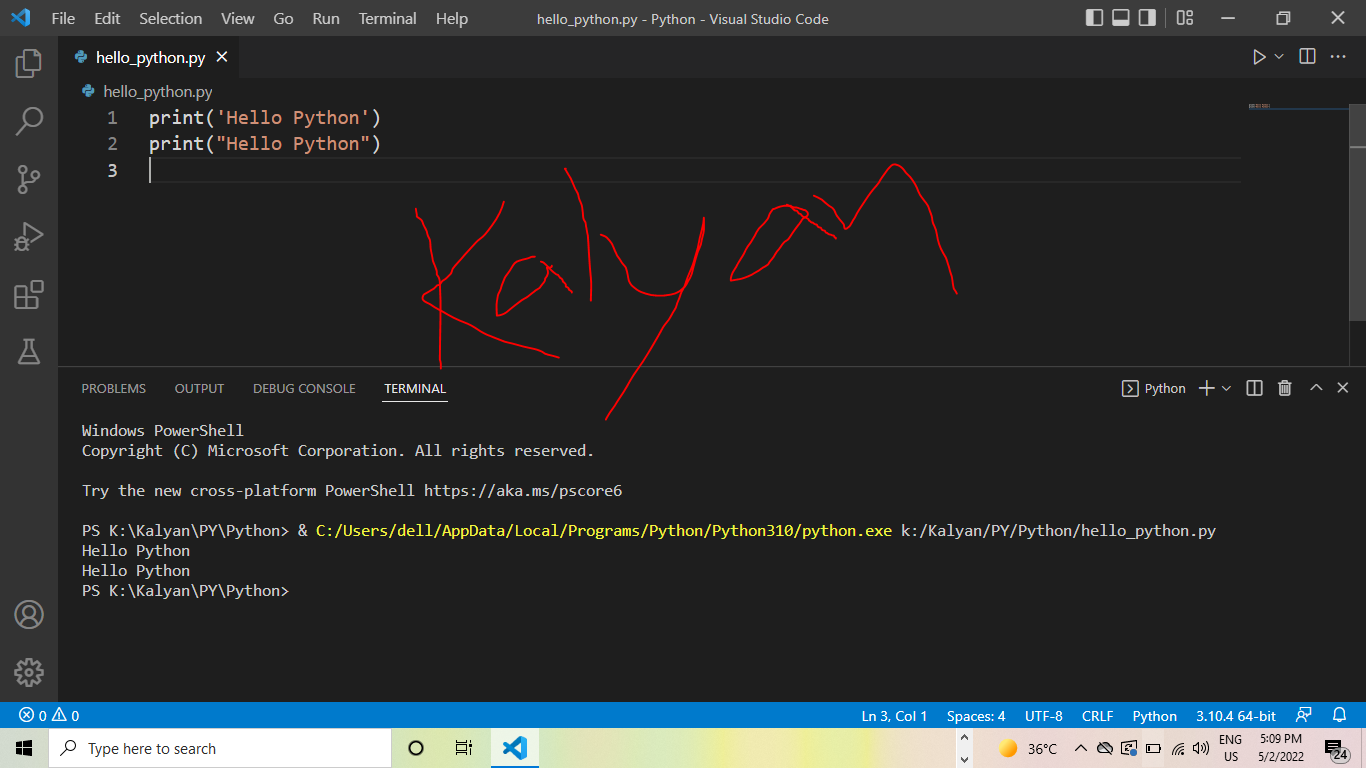 File Edit Selection View Go Run Terminal Help hello_python.py - Python - Visual Studio Code
hello_python.py
hello_python.py
1 print('Hello Python')
2 print("Hello Python")
3
Kalyan
PROBLEMS OUTPUT DEBUG CONSOLE TERMINAL Python
Windows PowerShell
Copyright (C) Microsoft Corporation. All rights reserved.
Try the new cross-platform PowerShell https://aka.ms/pscore6
PS K:\Kalyan\PY\Python> & C:/Users/dell/AppData/Local/Programs/Python/Python310/python.exe k:/Kalyan/PY/Python/hello_python.py
Hello Python
Hello Python
PS K:\Kalyan\PY\Python>
0 0 Ln 3, Col 1 Spaces: 4 UTF-8 CRLF Python 3.10.4 64-bit
Type here to search 36°C ENG 5:09 PM
US 5/2/2022 24